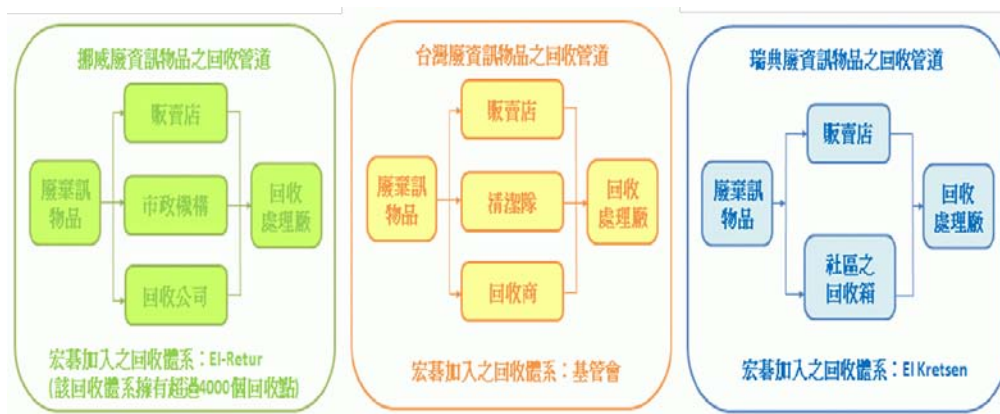 挪威廢資訊物品之回收管道
販賣店
廢棄訊
物品
市政機構
回收
處理廠
回收公司
宏碁加入之回收體系：El-Retur
(該回收體系擁有超過4000個回收點)
台灣廢資訊物品之回收管道
販賣店
廢棄訊
物品
清潔隊
回收
處理廠
回收商
宏碁加入之回收體系：基管會
瑞典廢資訊物品之回收管道
販賣店
廢棄訊
物品
回收
處理廠
社區之
回收箱
宏碁加入之回收體系：El Kretsen